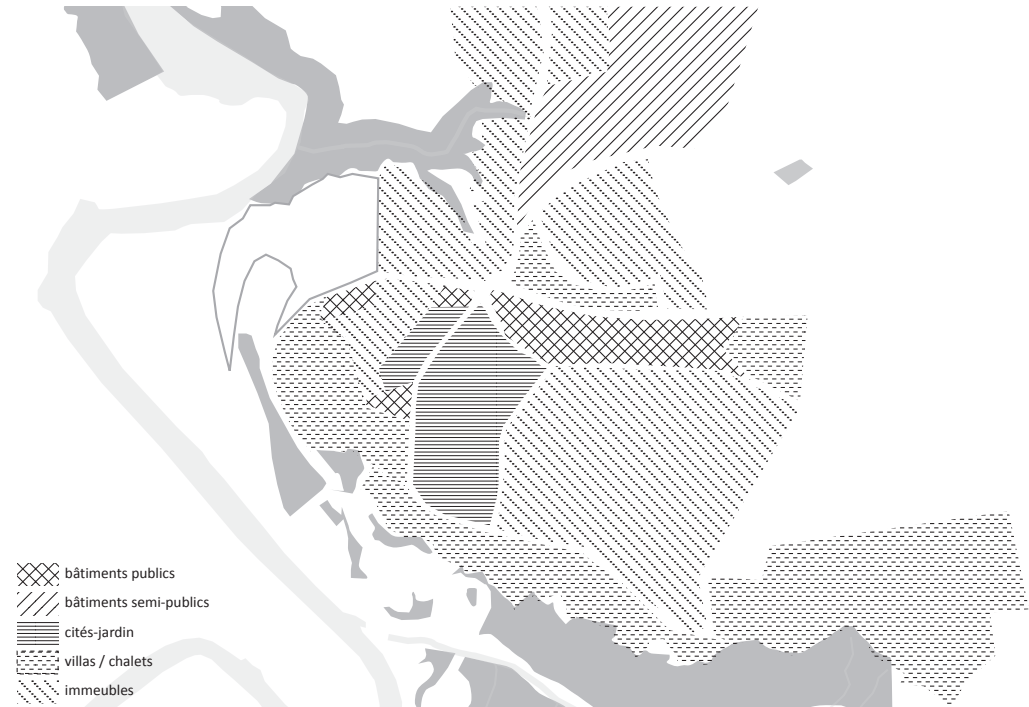 bâtiments publics
bâtiments semi-publics
cités-jardin
villas / chalets
immeubles